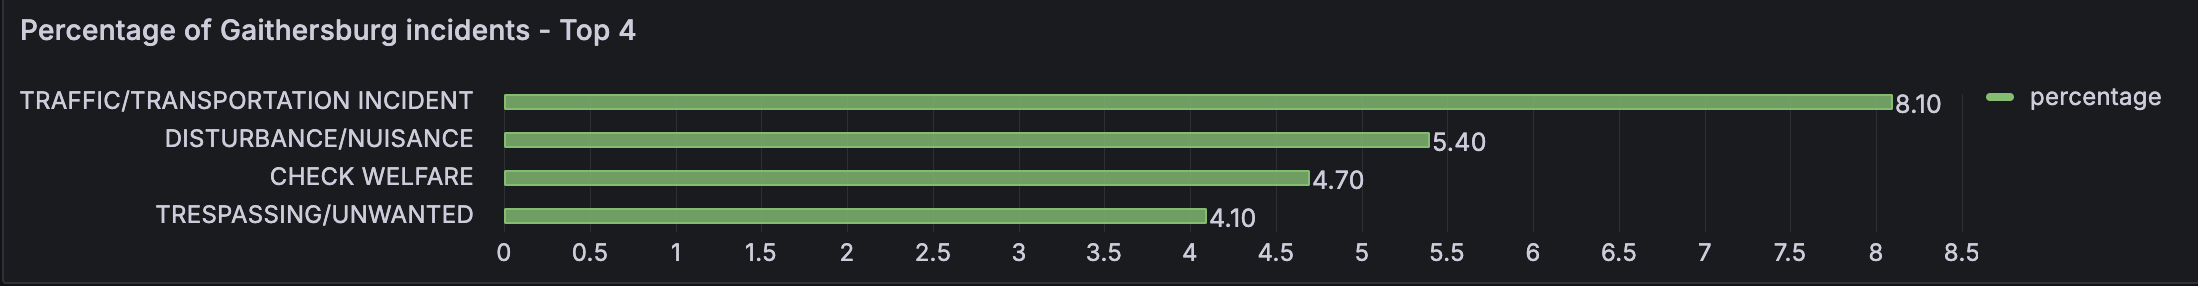 Percentage of Gaithersburg incidents - Top 4
TRAFFIC/TRANSPORTATION INCIDENT 8.10 percentage
DISTURBANCE/NUISANCE 5.40
CHECK WELFARE 4.70
TRESPASSING/UNWANTED 4.10
0 0.5 1 1.5 2 2.5 3 3.5 4 4.5 5 5.5 6 6.5 7 7.5 8 8.5